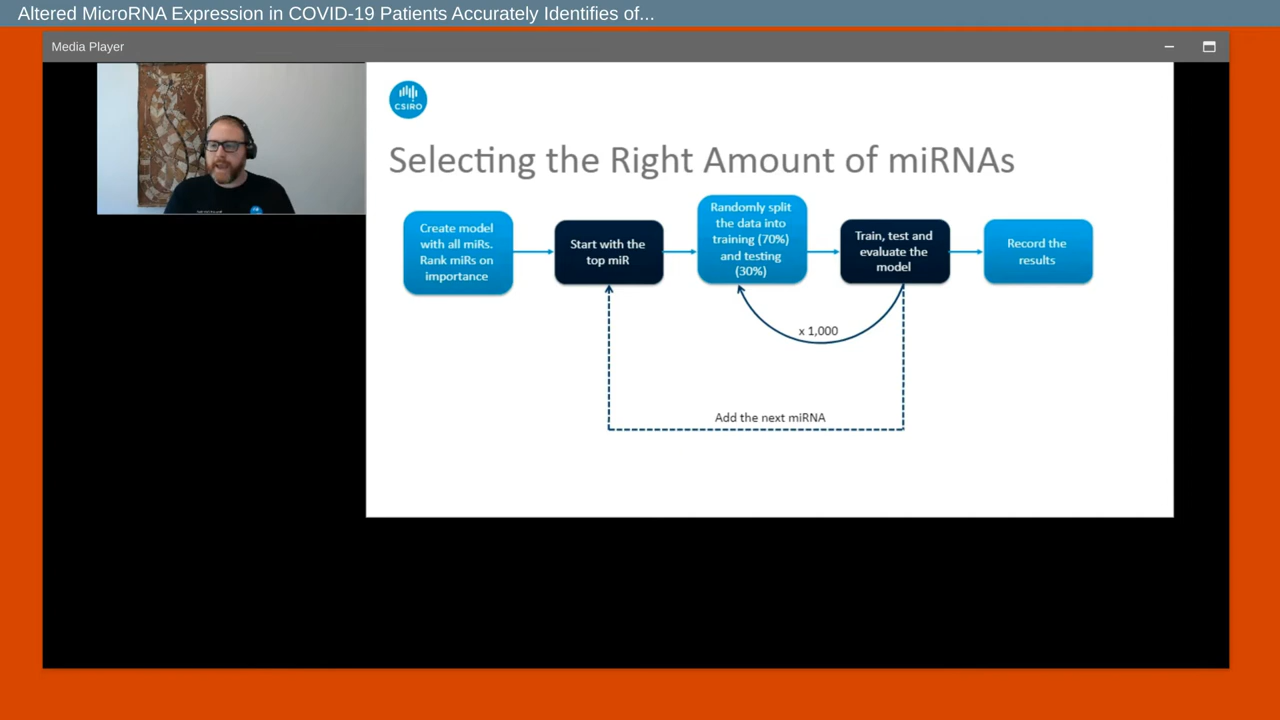 Altered MicroRNA Expression in COVID-19 Patients Accurately Identifies of...
Media Player
CSIRO
Selecting the Right Amount of miRNAs
Create model
with all miRs.
Rank miRs on
importance
Start with the
top miR
Randomly split
the data into
training (70%)
and testing
(30%)
Train, test and
evaluate the
model
Record the
results
x 1,000
Add the next miRNA